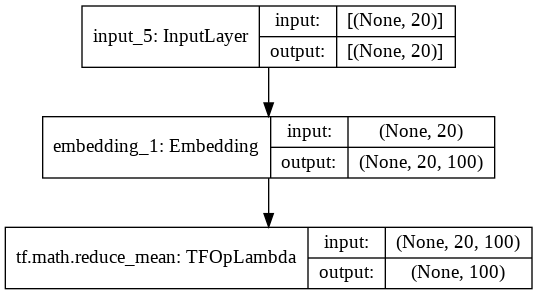 input_5: InputLayer
input:
[(None, 20)]
output:
[(None, 20)]
embedding_1: Embedding
input:
(None, 20)
output:
(None, 20, 100)
tf.math.reduce_mean: TFOpLambda
input:
(None, 20, 100)
output:
(None, 100)